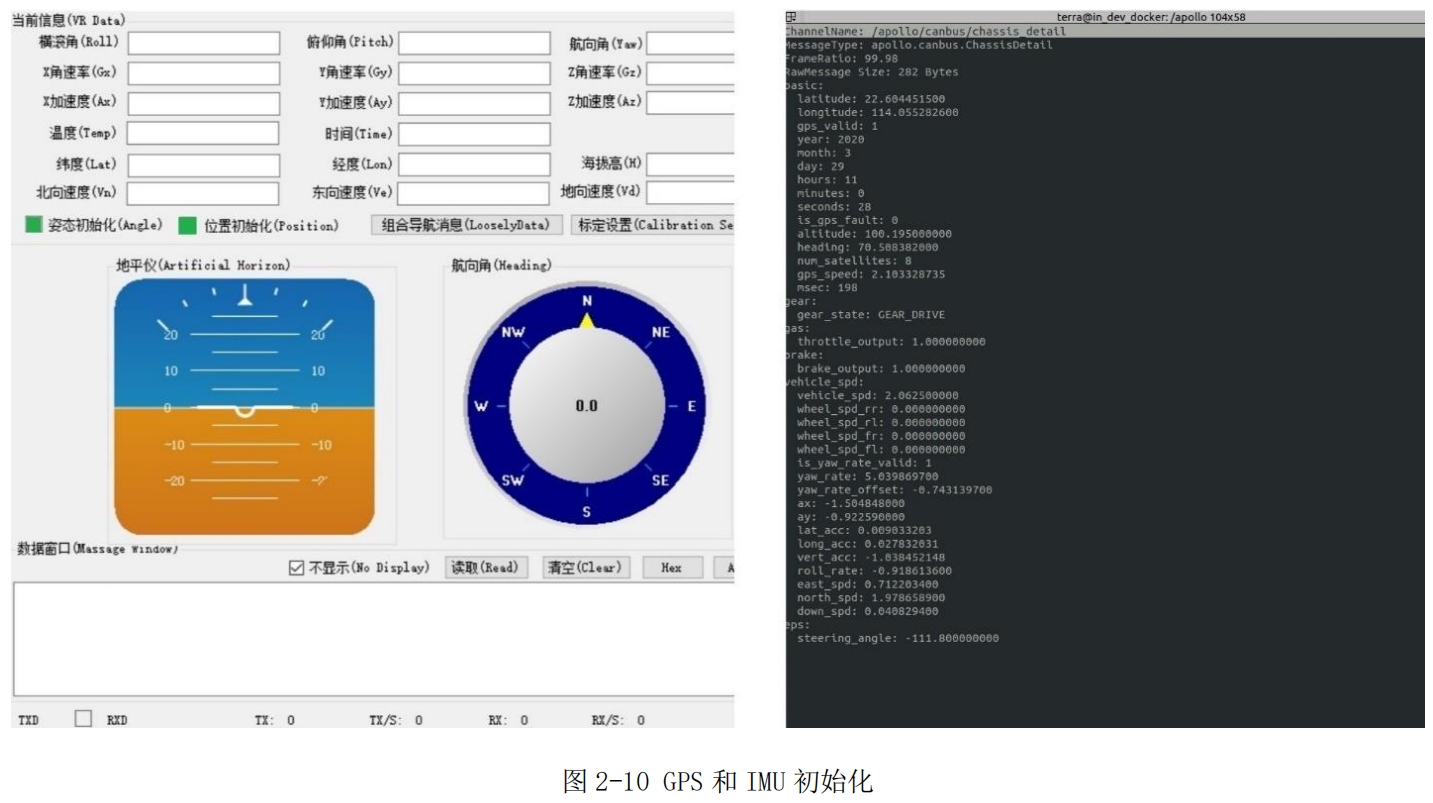 当前信息(VR Data)
横滚角(Roll) 俯仰角(Pitch) 航向角(Yaw)
X角速率(Gx) Y角速率(Gy) Z角速率(Gz)
X加速度(Ax) Y加速度(Ay) Z加速度(Az)
温度(Temp) 时间(Time)
纬度(Lat) 经度(Lon) 海拔高(H)
北向速度(Vn) 东向速度(Ve) 地向速度(Vd)
姿态初始化(Angle) 位置初始化(Position) 组合导航消息(LooselyData) 标定设置(Calibration Se
地平仪(Artificial Horizon) 航向角(Heading)
20 20
10 10
0 0
-10 -10
-20 -2
N
NW NE
W 0.0 E
SW SE
S
数据窗口(Massage Window)
不显示(No Display) 读取(Read) 清空(Clear) Hex A
TXD RXD TX: 0 TX/S: 0 RX: 0 RX/S: 0
terra@in_dev_docker: /apollo 104x58
ChannelName: /apollo/canbus/chassis_detail
MessageType: apollo.canbus.ChassisDetail
FrameRatio: 99.98
RawMessage Size: 282 Bytes
basic:
latitude: 22.604451500
longitude: 114.055282600
gps_valid: 1
year: 2020
month: 3
day: 29
hours: 11
minutes: 0
seconds: 28
is_gps_fault: 0
altitude: 100.195000000
heading: 70.508382000
num_satellites: 8
gps_speed: 2.103328735
msec: 198
gear:
gear_state: GEAR_DRIVE
gas:
throttle_output: 1.000000000
brake:
brake_output: 1.000000000
vehicle_spd:
vehicle_spd: 2.062500000
wheel_spd_rr: 0.000000000
wheel_spd_rl: 0.000000000
wheel_spd_fr: 0.000000000
wheel_spd_fl: 0.000000000
is_yaw_rate_valid: 1
yaw_rate: 5.039869700
yaw_rate_offset: -0.743139700
ax: -1.504848000
ay: -0.922590000
lat_acc: 0.009033203
long_acc: 0.027832031
vert_acc: -1.038452148
roll_rate: -0.918613600
east_spd: 0.712203400
north_spd: 1.978658900
down_spd: 0.040829400
eps:
steering_angle: -111.800000000
图 2-10 GPS 和 IMU 初始化